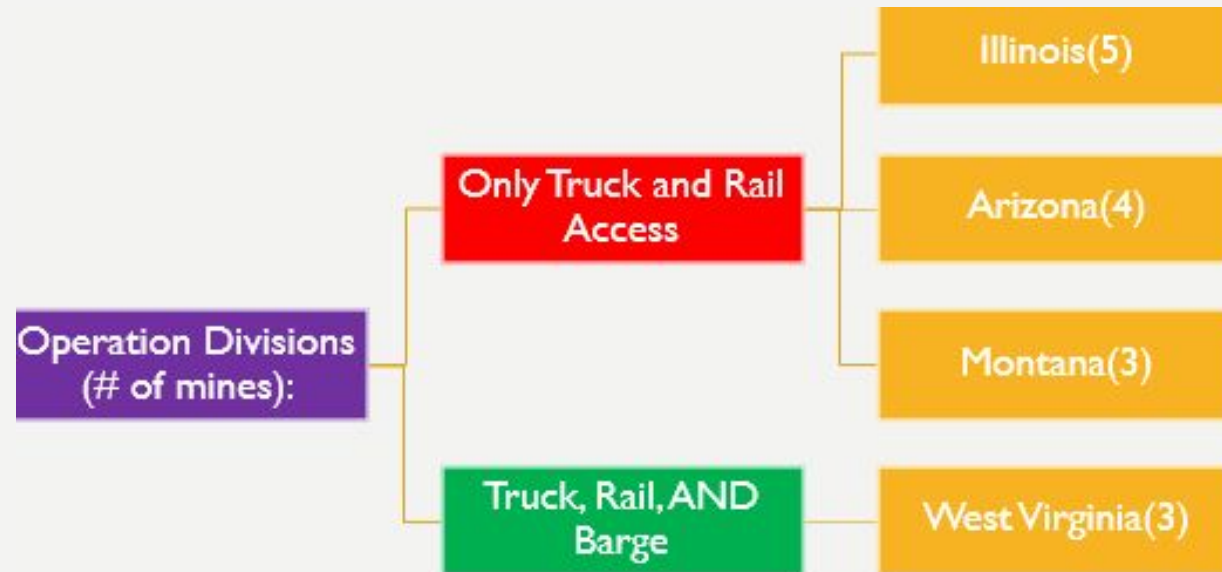 Operation Divisions
(# of mines):
Only Truck and Rail
Access
Illinois(5)
Arizona(4)
Montana(3)
Truck, Rail, AND
Barge
West Virginia(3)